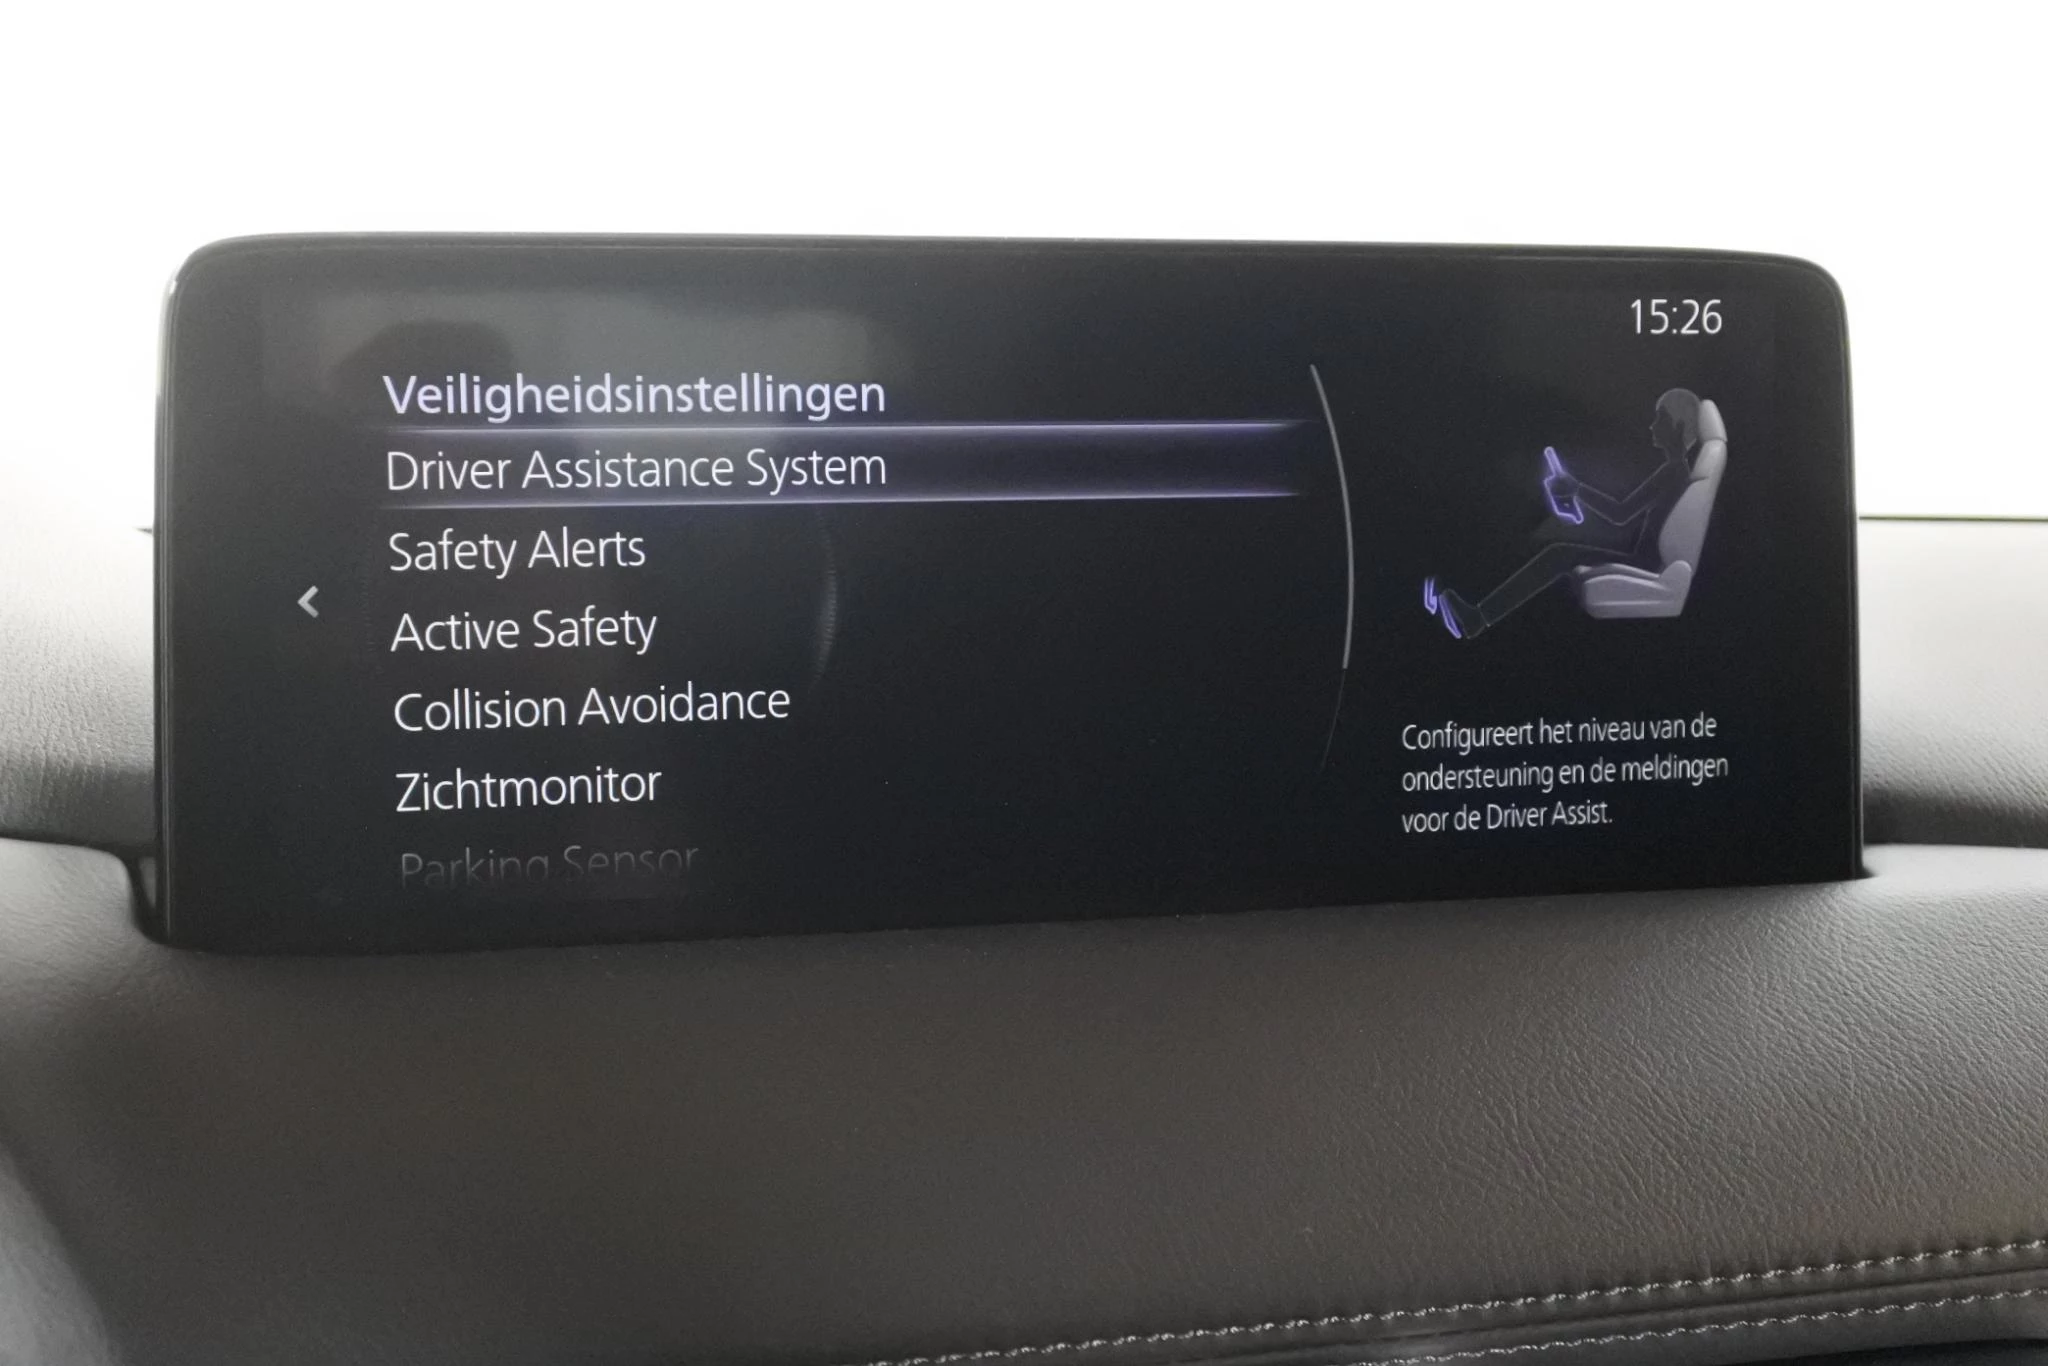 15:26
Veiligheidsinstellingen
Driver Assistance System
Safety Alerts
Active Safety
Collision Avoidance
Zichtmonitor
Parking Sensor
Configureert het niveau van de
ondersteuning en de meldingen
voor de Driver Assist.